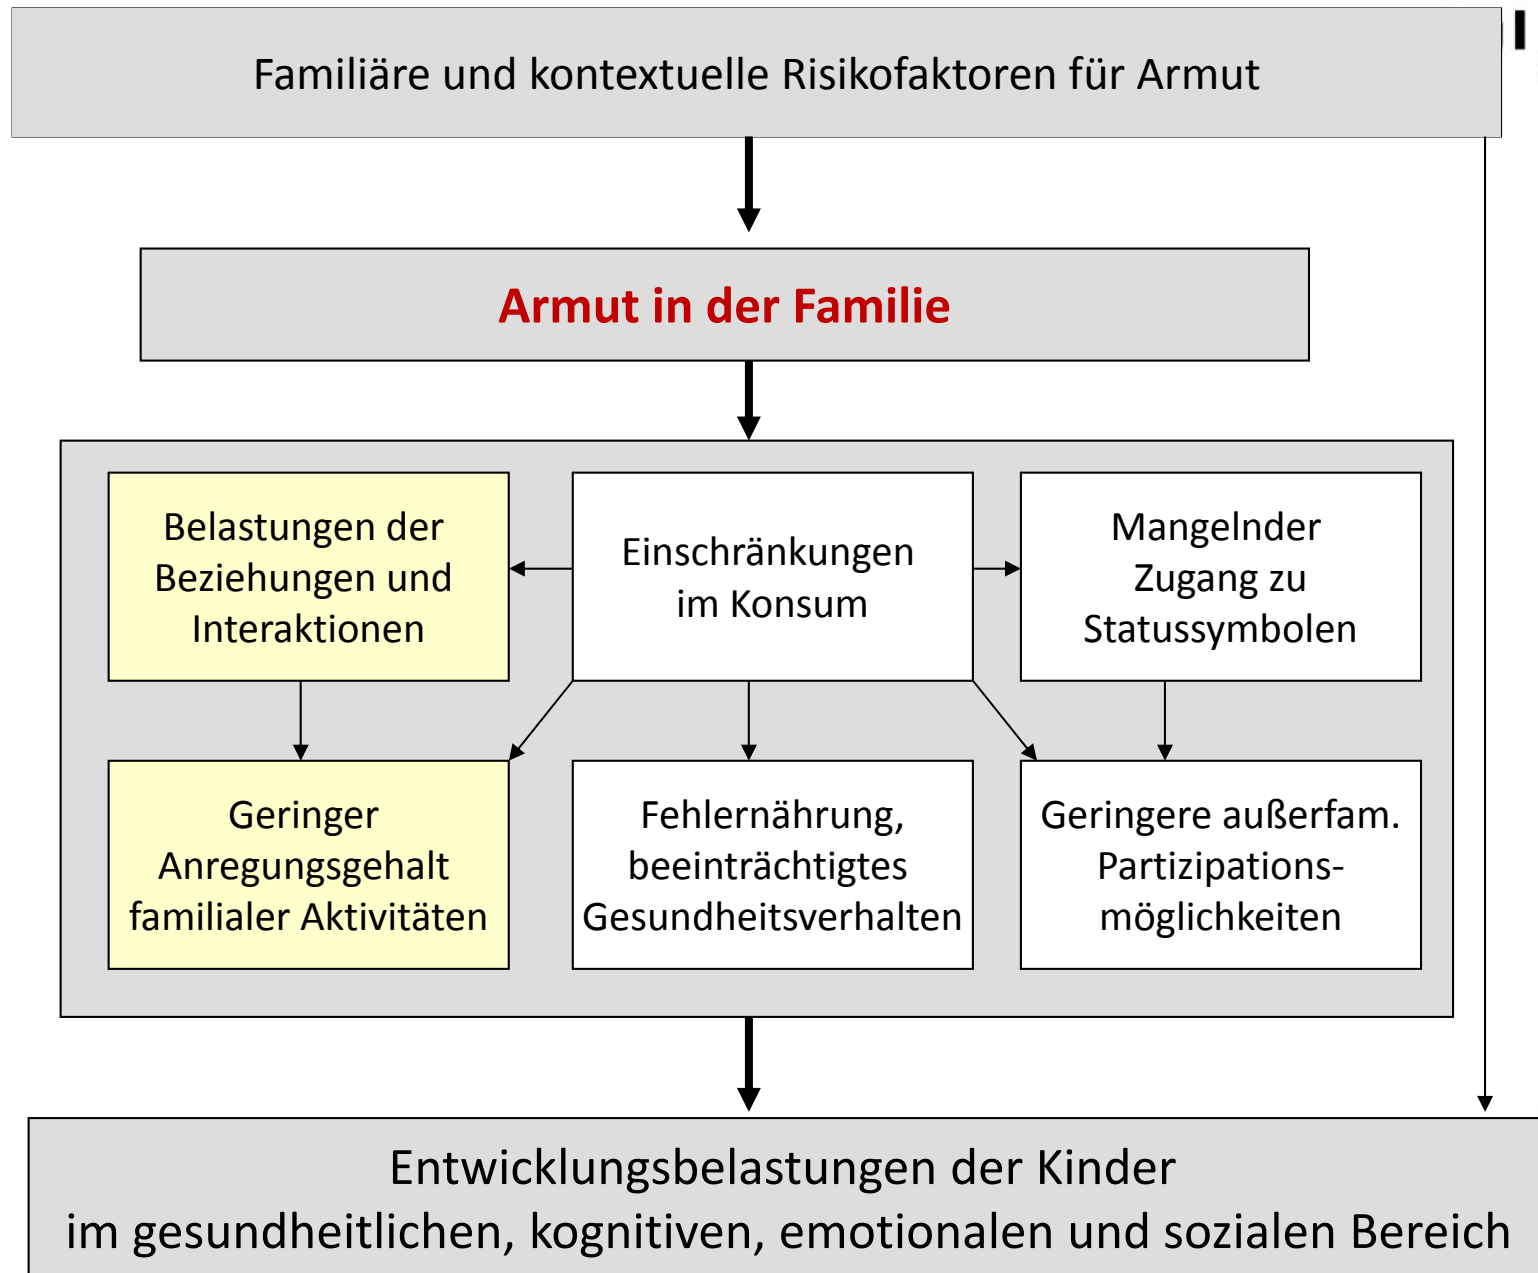 Familiäre und kontextuelle Risikofaktoren für Armut
Armut in der Familie
Belastungen der
Beziehungen und
Interaktionen
Einschränkungen
im Konsum
Mangelnder
Zugang zu
Statussymbolen
Geringer
Anregungsgehalt
familialer Aktivitäten
Fehlernährung,
beeinträchtigtes
Gesundheitsverhalten
Geringere außerfam.
Partizipations-
möglichkeiten
Entwicklungsbelastungen der Kinder
im gesundheitlichen, kognitiven, emotionalen und sozialen Bereich